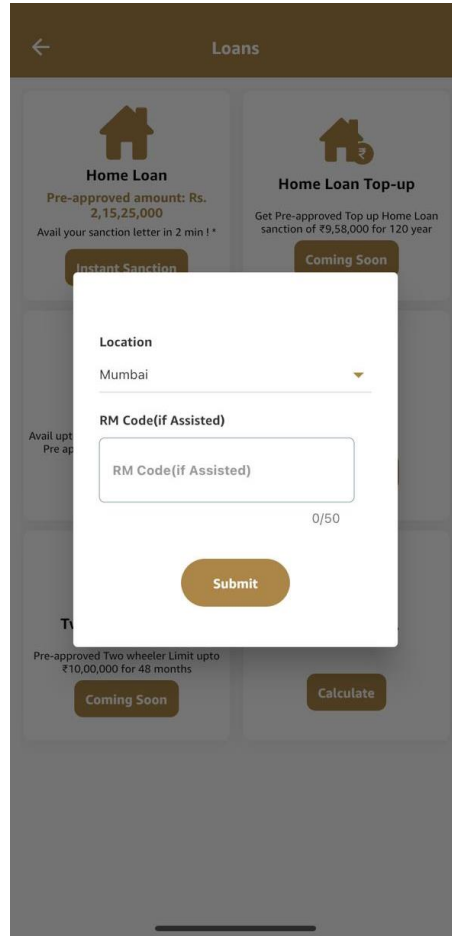 Loans
Home Loan
Pre-approved amount: Rs.
2,15,25,000
Avail your sanction letter in 2 min ! *
Instant Sanction
Home Loan Top-up
Get Pre-approved Top up Home Loan
sanction of ₹9,58,000 for 120 year
Coming Soon
Location
Mumbai
RM Code(if Assisted)
RM Code(if Assisted)
0/50
Submit
Avail upt
Pre ap
Pre-approved Two wheeler Limit upto
₹10,00,000 for 48 months
Coming Soon
Calculate